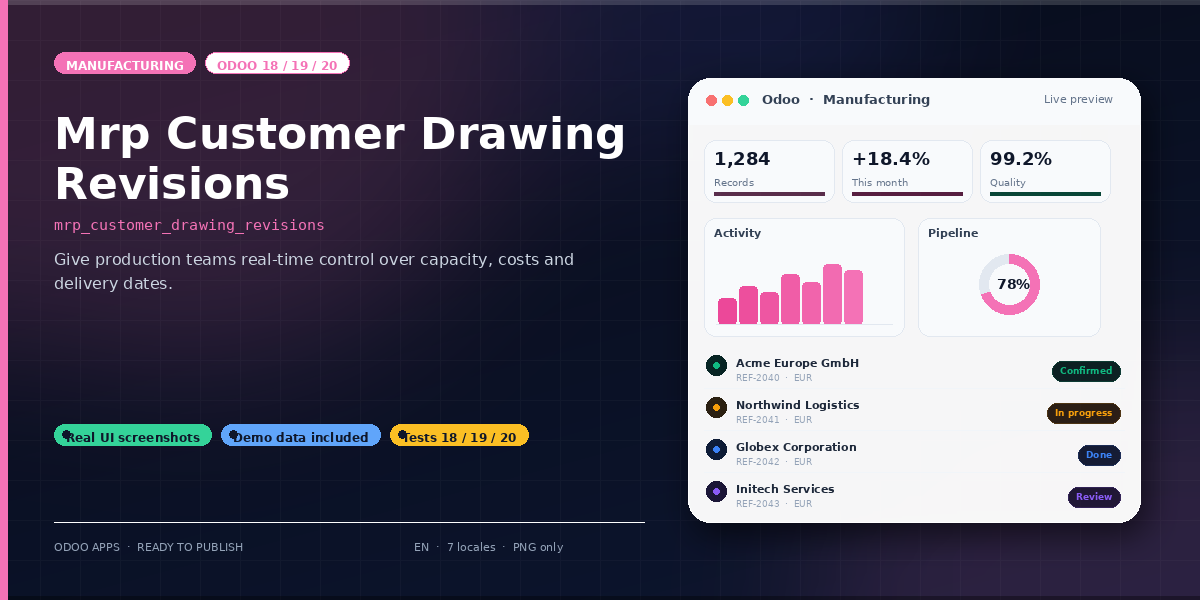 MANUFACTURING
ODOO 18 / 19 / 20
Mrp Customer Drawing
Revisions
mrp_customer_drawing_revisions
Give production teams real-time control over capacity, costs and
delivery dates.
Real UI screenshots
Demo data included
Tests 18 / 19 / 20
ODOO APPS · READY TO PUBLISH
EN · 7 locales · PNG only
Odoo · Manufacturing
Live preview
1,284
Records
+18.4%
This month
99.2%
Quality
Activity
Pipeline
78%
Acme Europe GmbH
REF-2040 · EUR
Confirmed
Northwind Logistics
REF-2041 · EUR
In progress
Globex Corporation
REF-2042 · EUR
Done
Initech Services
REF-2043 · EUR
Review